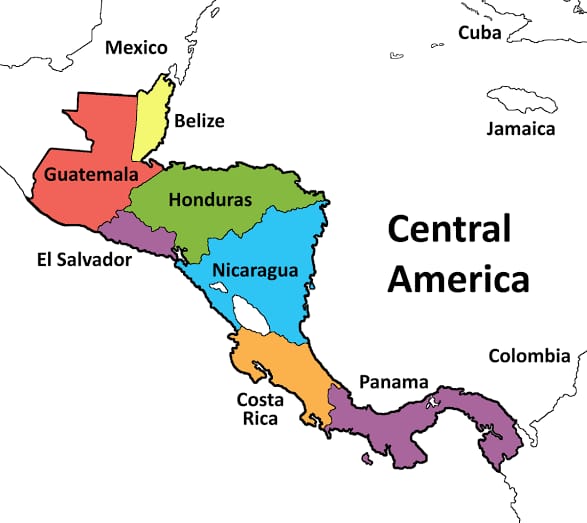 Mexico
Cuba
Belize
Jamaica
Guatemala
Honduras
El Salvador
Nicaragua
Central
America
Colombia
Costa
Rica
Panama